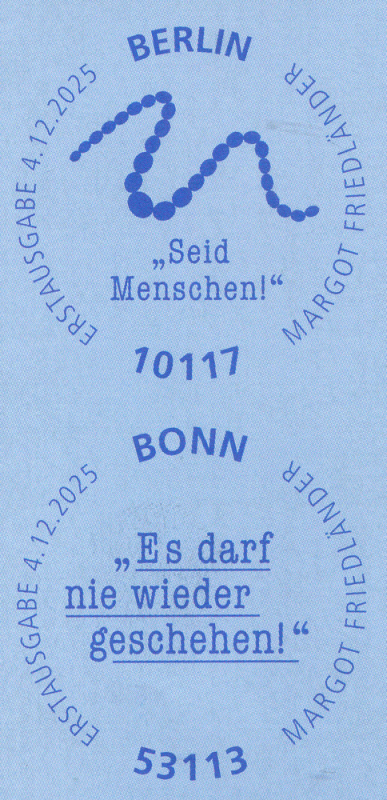 BERLIN
ERSTAUSGABE 4.12.2025
MARGOT FRIEDLÄNDER
„Seid
Menschen!“
10117
BONN
ERSTAUSGABE 4.12.2025
MARGOT FRIEDLÄNDER
„Es darf
nie wieder
geschehen!“
53113